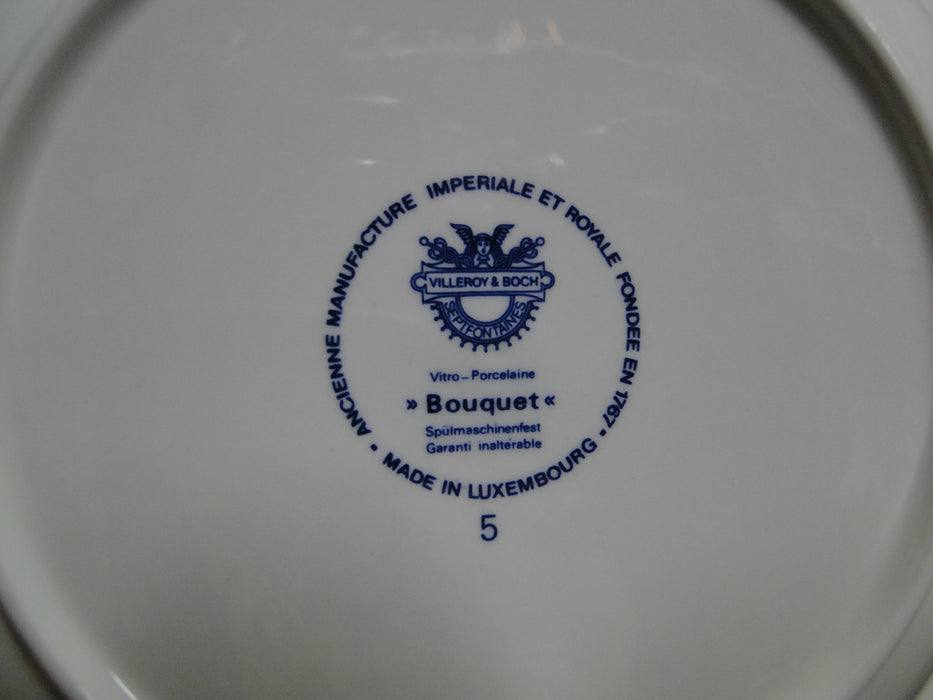 ANCIENNE MANUFACTURE IMPERIALE ET ROYALE FONDEE EN 1767
VILLEROY & BOCH
SEPTFONTAINES
Vitro-Porcelaine
» Bouquet «
Spülmaschinenfest
Garanti inaltérable
• MADE IN LUXEMBOURG •
5